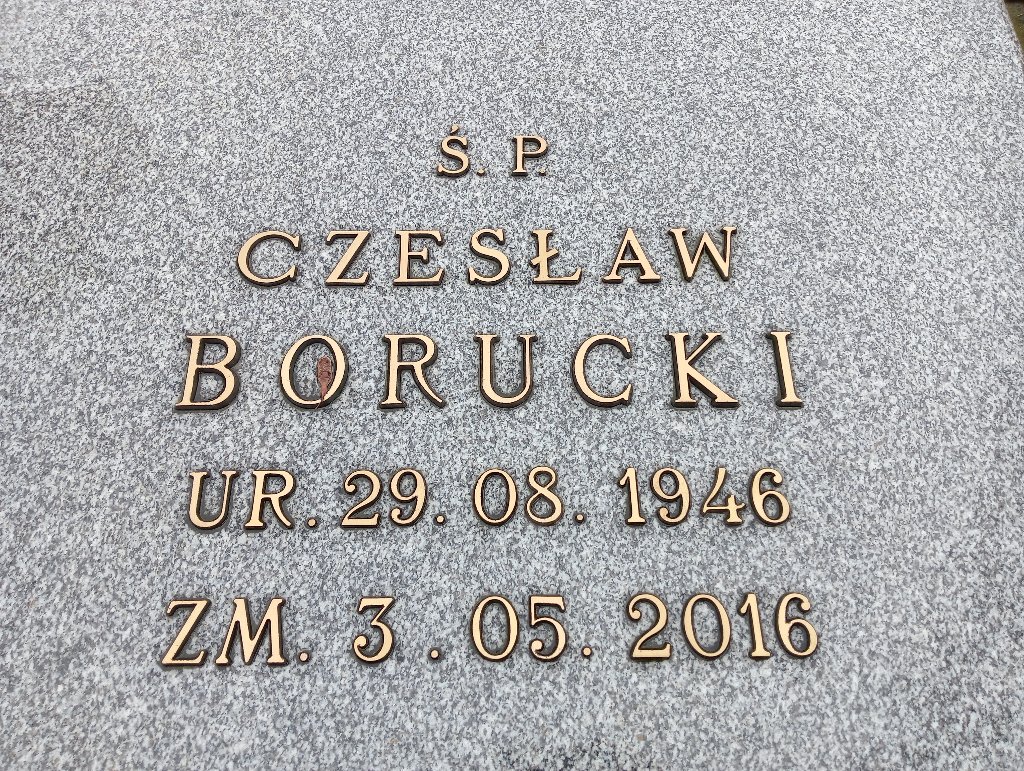 Ś. P.
CZESŁAW
BORUCKI
UR. 29. 08. 1946
ZM. 3. 05. 2016